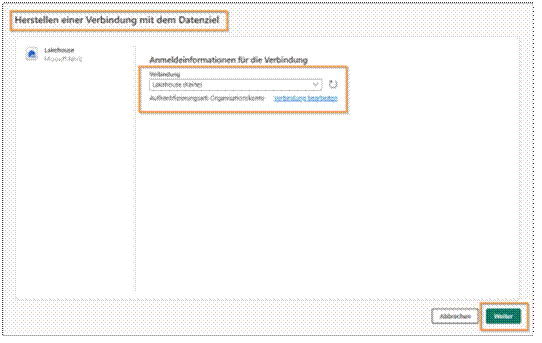 Herstellen einer Verbindung mit dem Datenziel
Lakehouse
Microsoft Fabric
Anmeldeinformationen für die Verbindung
Verbindung
Lakehouse (Keine)
Authentifizierungsart: Organisationskonto Verbindung bearbeiten
Abbrechen Weiter